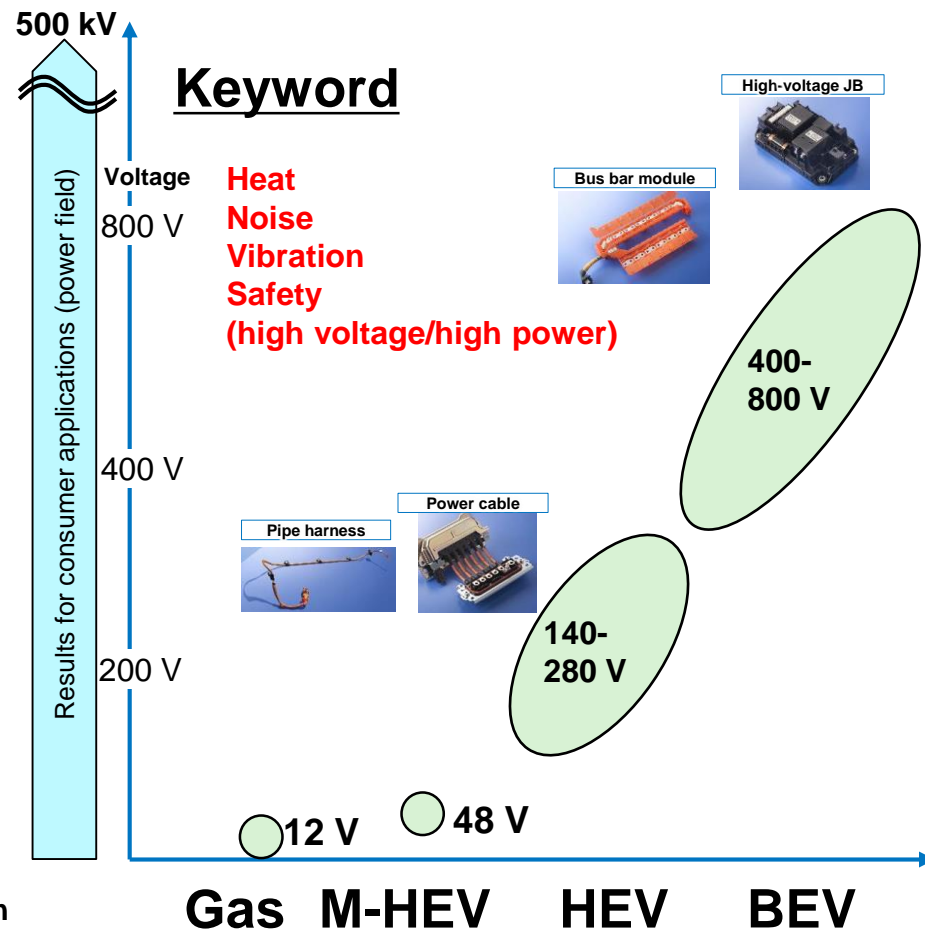 500 kV
Keyword
High-voltage JB
Results for consumer applications (power field)
Voltage
800 V
400 V
200 V
Heat
Noise
Vibration
Safety
(high voltage/high power)
Bus bar module
400-
800 V
Power cable
Pipe harness
140-
280 V
12 V
48 V
Gas
M-HEV
HEV
BEV